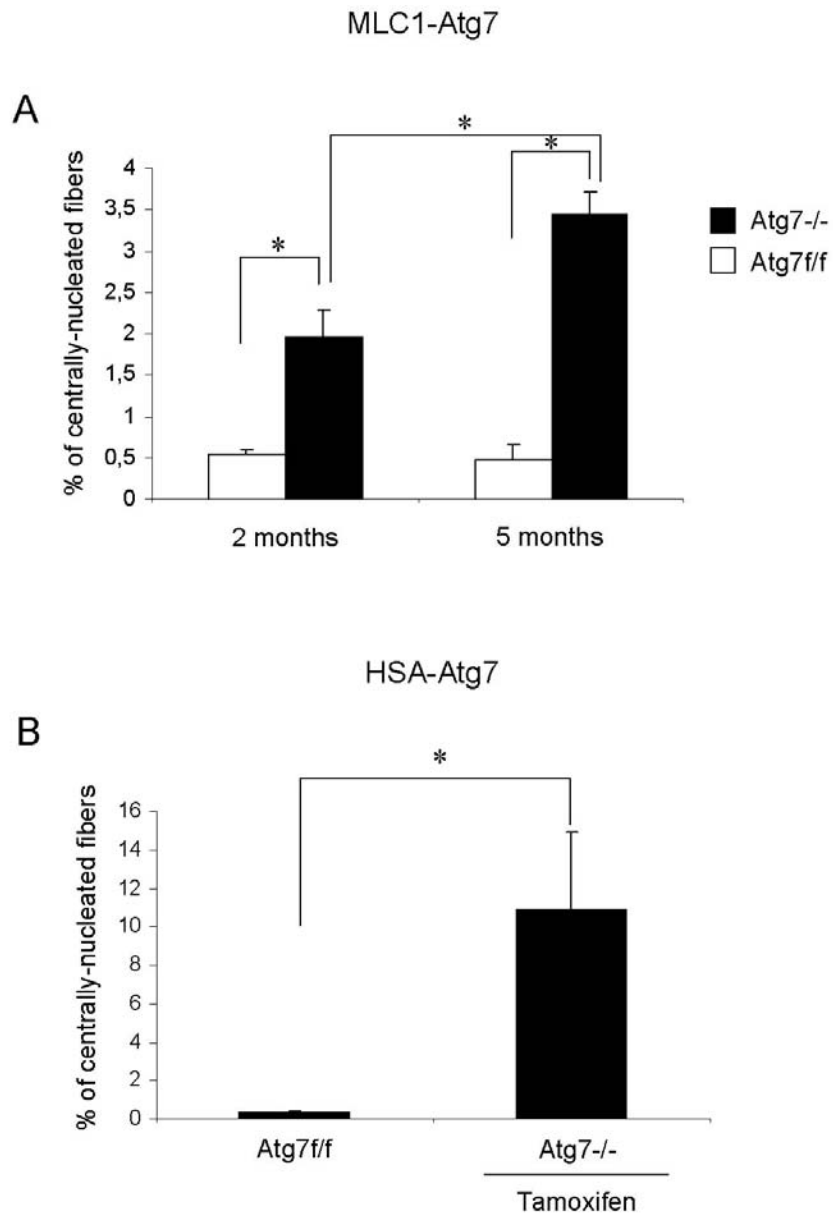 MLC1-Atg7
A
% of centrally-nucleated fibers
4
3,5
3
2,5
2
1,5
1
0,5
0
*
*
*
2 months
5 months
Atg7-/-
Atg7f/f
HSA-Atg7
B
% of centrally-nucleated fibers
16
14
12
10
8
6
4
2
0
*
Atg7f/f
Atg7-/-
Tamoxifen